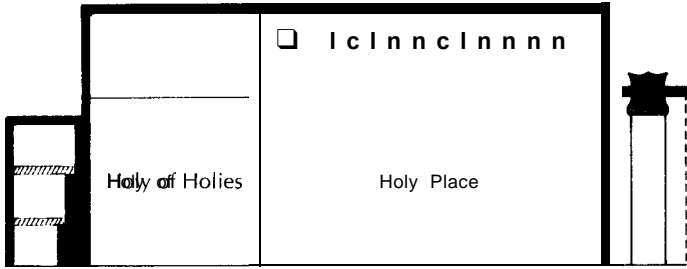 ❏ I c I n n c I n n n n
Holy of Holies Holy Place